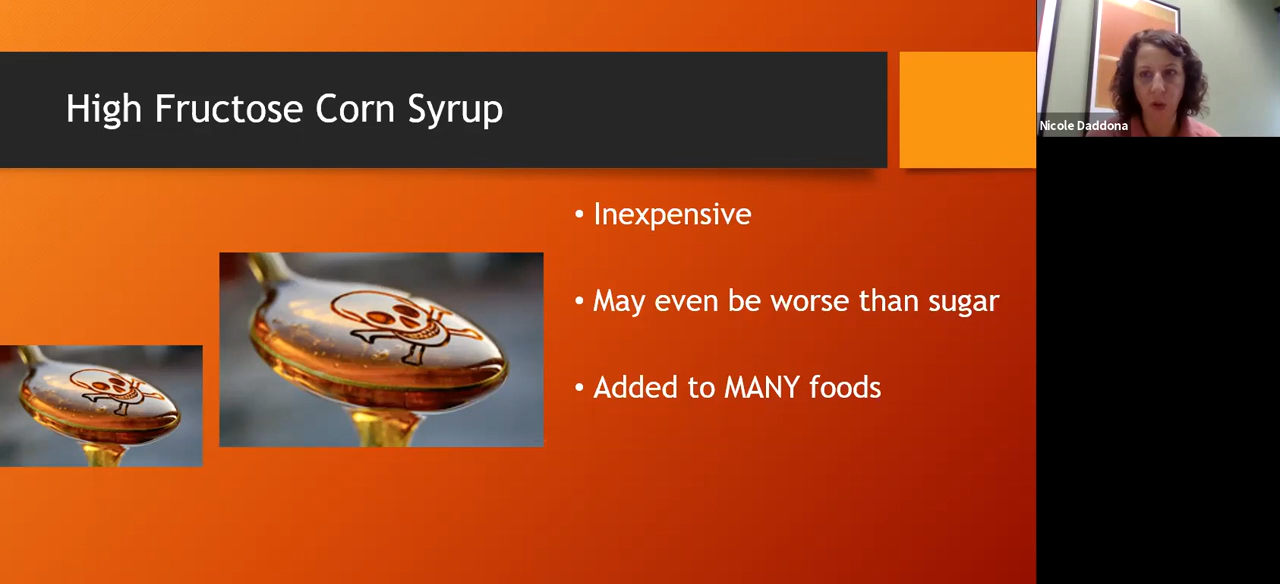 High Fructose Corn Syrup
• Inexpensive
• May even be worse than sugar
• Added to MANY foods
Nicole Daddona